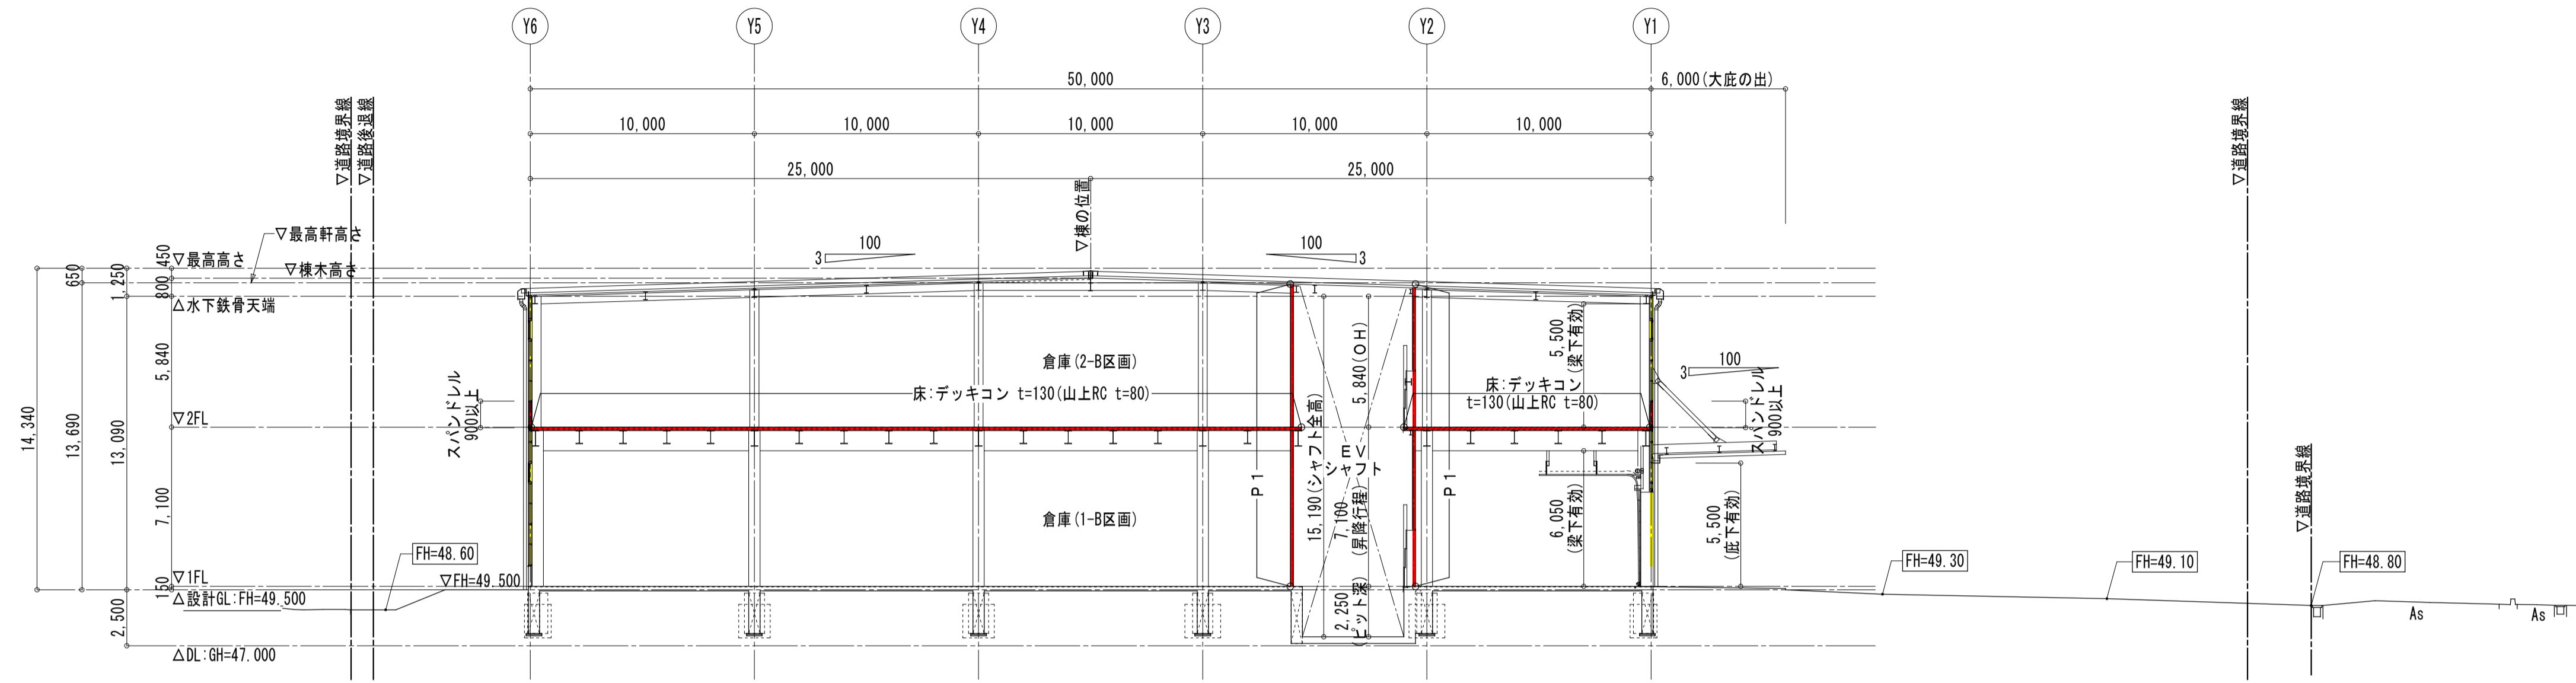 Y6
Y5
Y4
Y3
Y2
Y1
50,000
6,000(大庇の出)
10,000
10,000
10,000
10,000
10,000
25,000
25,000
▽道路境界線
▽道路後退線
▽道路境界線
▽棟の位置
▽最高軒高さ
▽最高高さ
▽棟木高さ
△水下鉄骨天端
100
3
100
3
450
800
650
1,250
5,840
7,100
150
14,340
13,690
13,090
2,500
▽2FL
▽1FL
△設計GL:FH=49.500
△DL:GH=47.000
スパンドレル
900以上
倉庫(2-B区画)
床:デッキコン t=130(山上RC t=80)
倉庫(1-B区画)
P1
15,190(シャフト全高)
5,840(OH)
EV
シャフト
7,100
(昇降行程)
2,250
(ピット深)
P1
5,500
(梁下有効)
床:デッキコン
t=130(山上RC t=80)
6,050
(梁下有効)
100
3
スパンドレル
900以上
5,500
(庇下有効)
▽道路境界線
FH=48.60
▽FH=49.500
FH=49.30
FH=49.10
FH=48.80
As
As